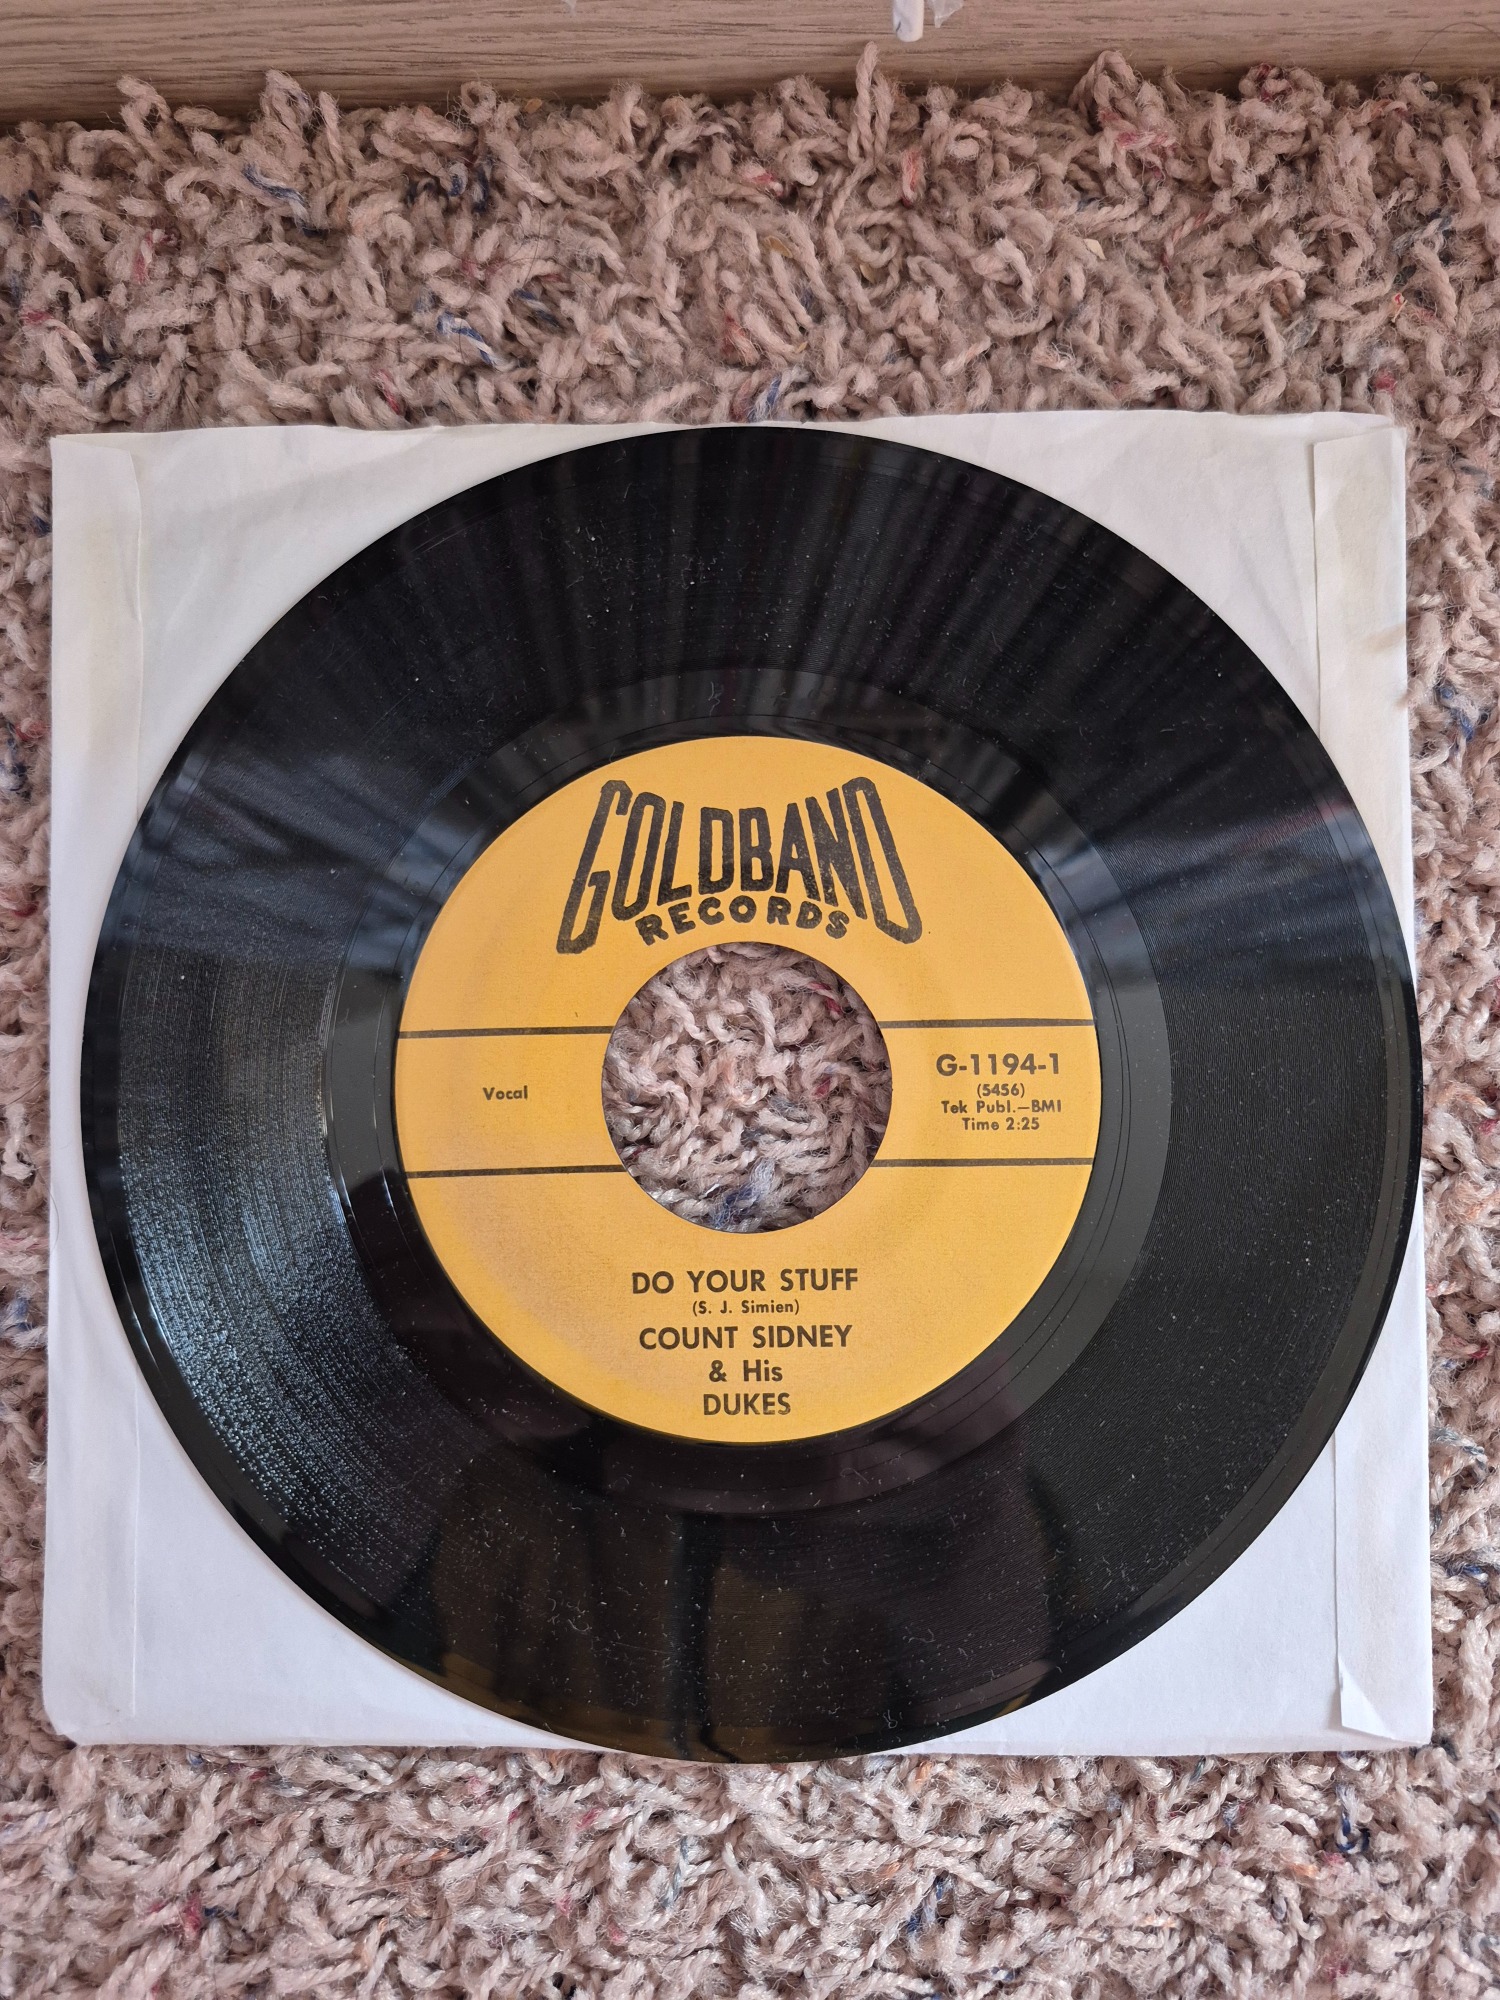 GOLDBAND
RECORDS
Vocal
G-1194-1
(5456)
Tek Publ.—BMI
Time 2:25
DO YOUR STUFF
(S. J. Simien)
COUNT SIDNEY
& His
DUKES